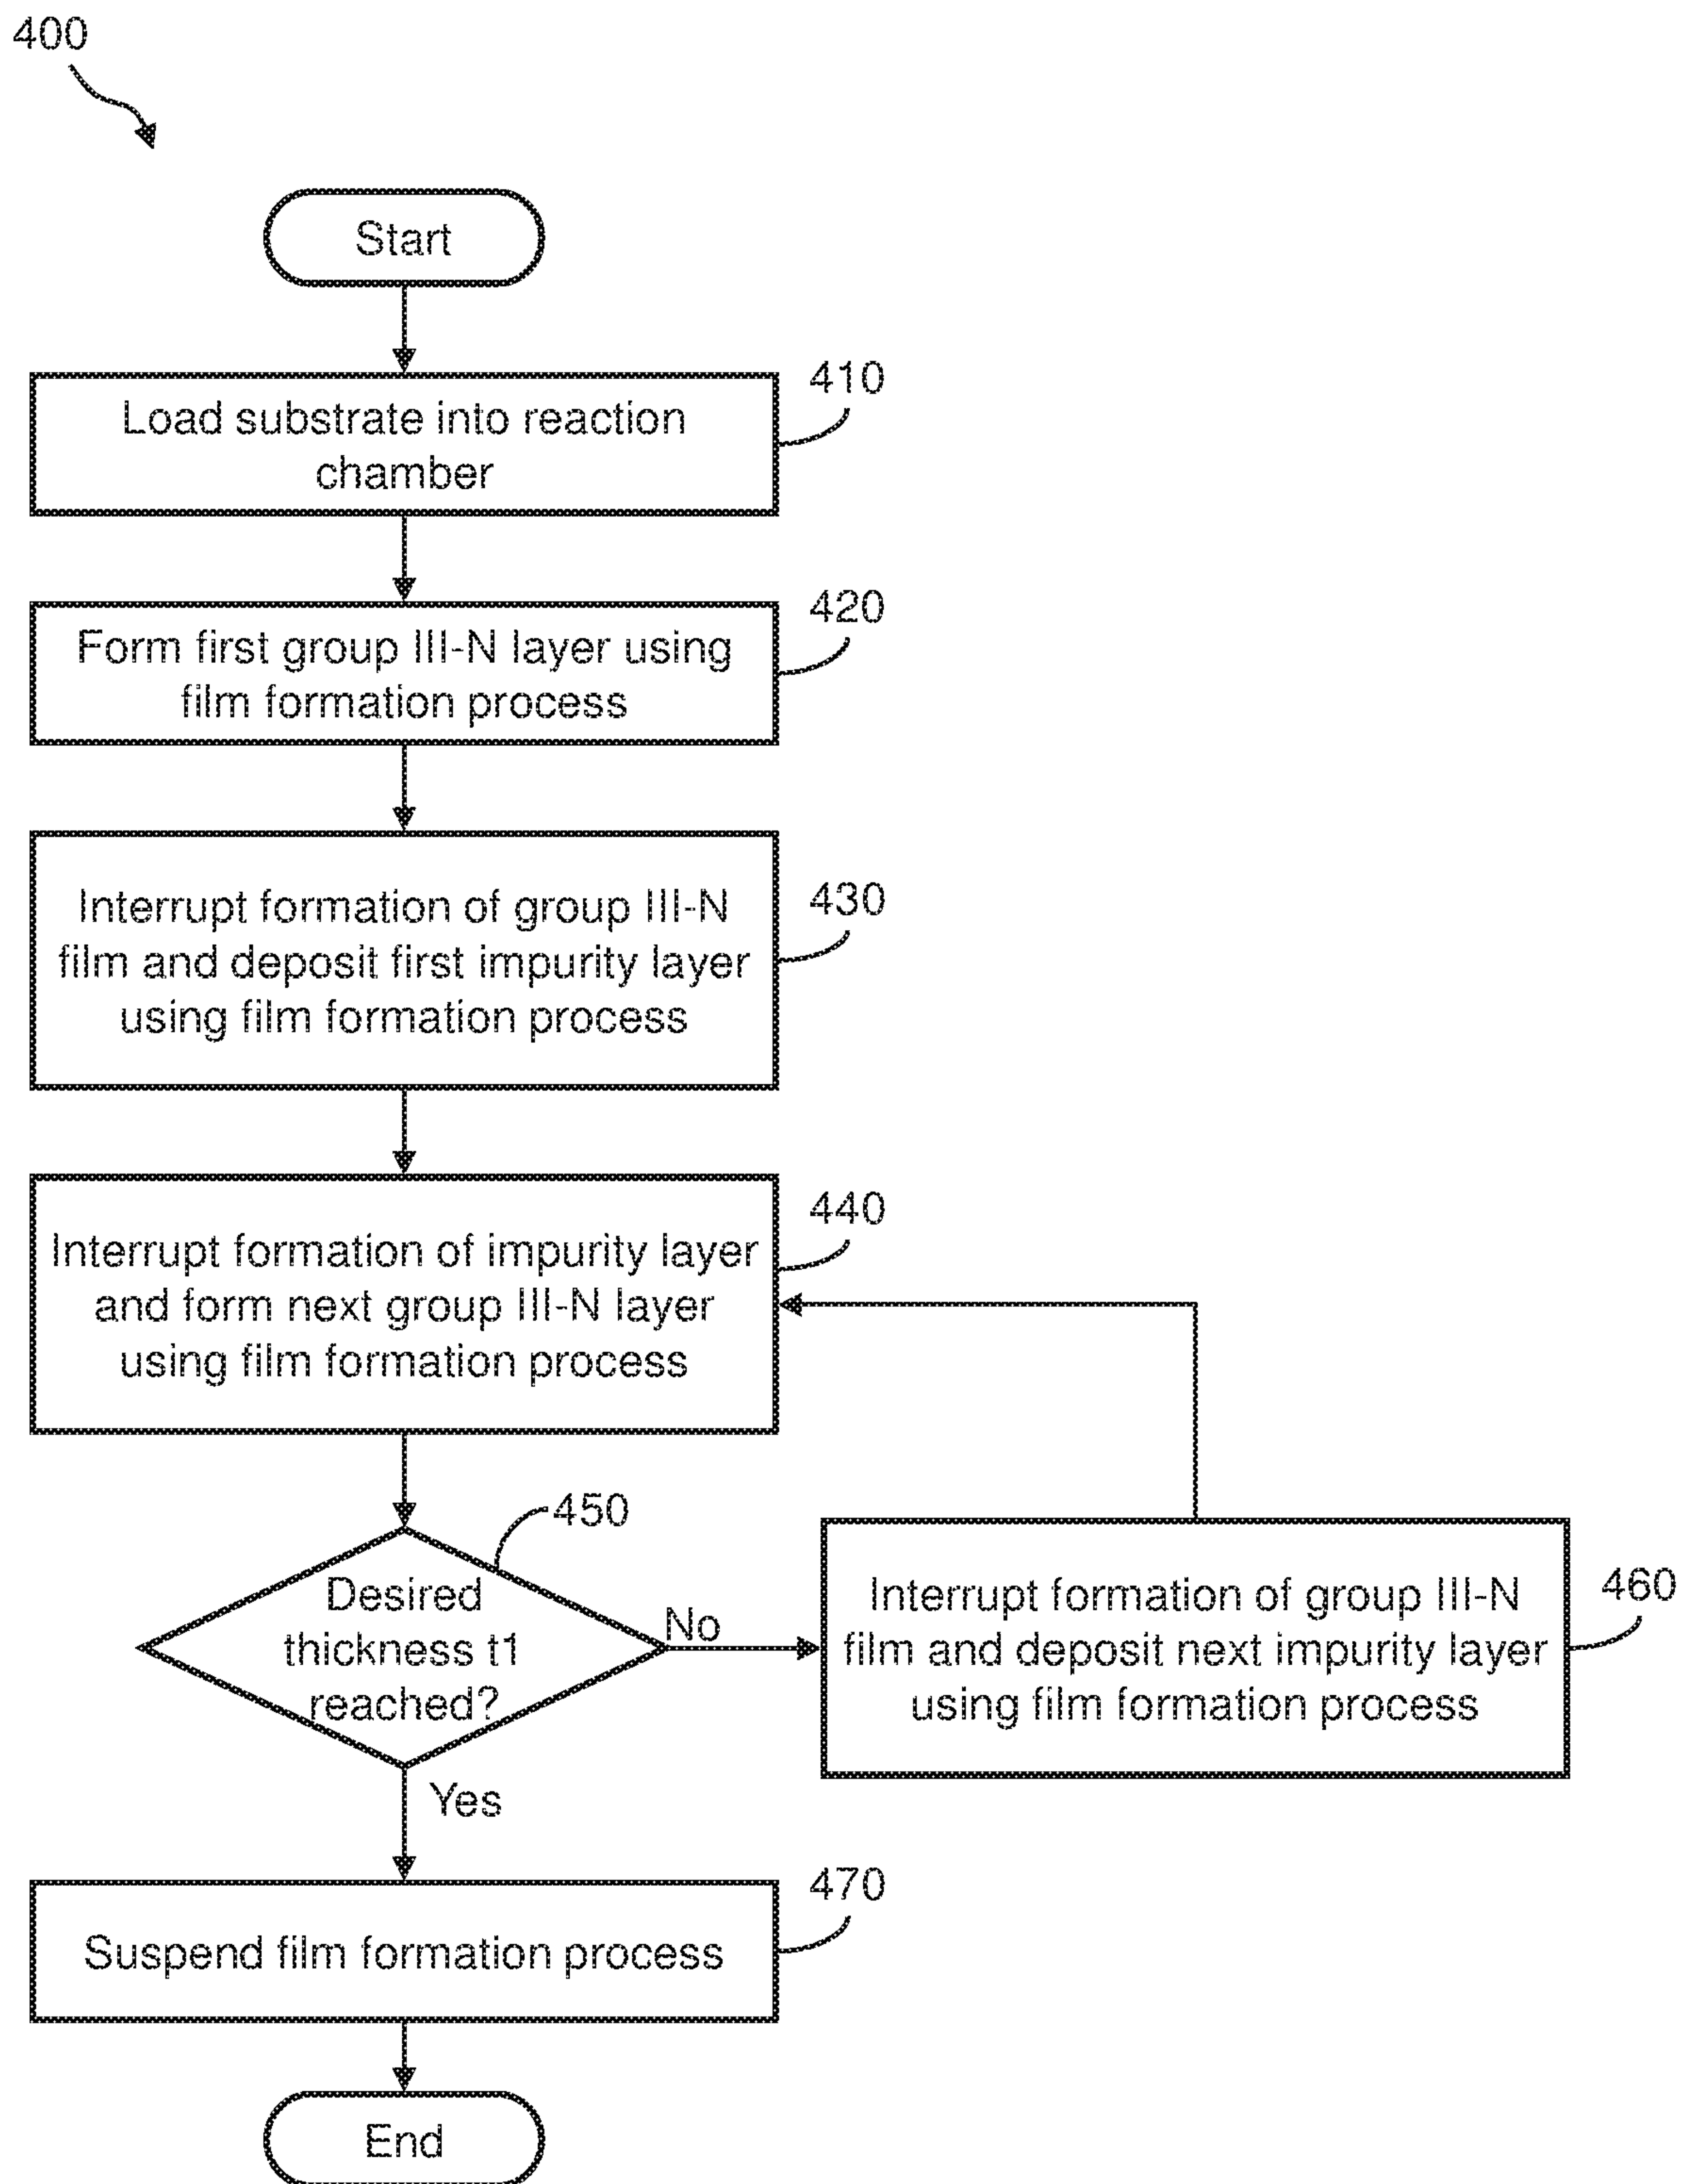 400
Start
410
Load substrate into reaction
chamber
420
Form first group III-N layer using
film formation process
430
Interrupt formation of group III-N
film and deposit first impurity layer
using film formation process
440
Interrupt formation of impurity layer
and form next group III-N layer
using film formation process
450
Desired
thickness t1
reached?
No
460
Interrupt formation of group III-N
film and deposit next impurity layer
using film formation process
Yes
470
Suspend film formation process
End